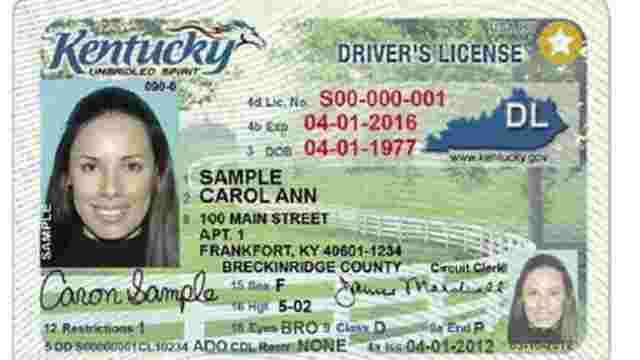 Kentucky
UNBRIDLED SPIRIT
DRIVER'S LICENSE
090-6
4d Lic. No. S00-000-001
4b Exp 04-01-2016
3 DOB 04-01-1977
DL
www.kentucky.gov
1 SAMPLE
2 CAROL ANN
8 100 MAIN STREET
APT. 1
FRANKFORT, KY 40601-1234
BRECKINRIDGE COUNTY
Circuit Clerk
SAMPLE
Caron Sample
15 Sex F
16 Hgt 5-02
12 Restrictions 1
18 Eyes BRO
9 Class D
9a End P
5 DD S00000001CL10234 ADO
CDL Restr NONE
4a Iss 04-01-2012